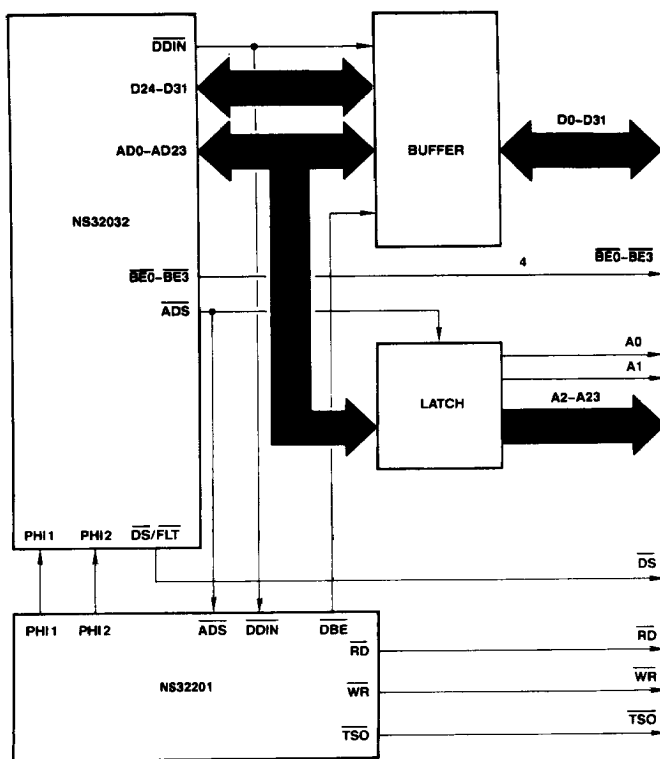 DDIN
D24–D31
AD0–AD23
BUFFER
D0–D31
NS32032
BE0–BE3
4
BE0–BE3
ADS
A0
A1
LATCH
A2–A23
PHI1 PHI2 DS/FLT
DS
PHI1 PHI2 ADS DDIN DBE
RD
RD
NS32201
WR
WR
TSO
TSO